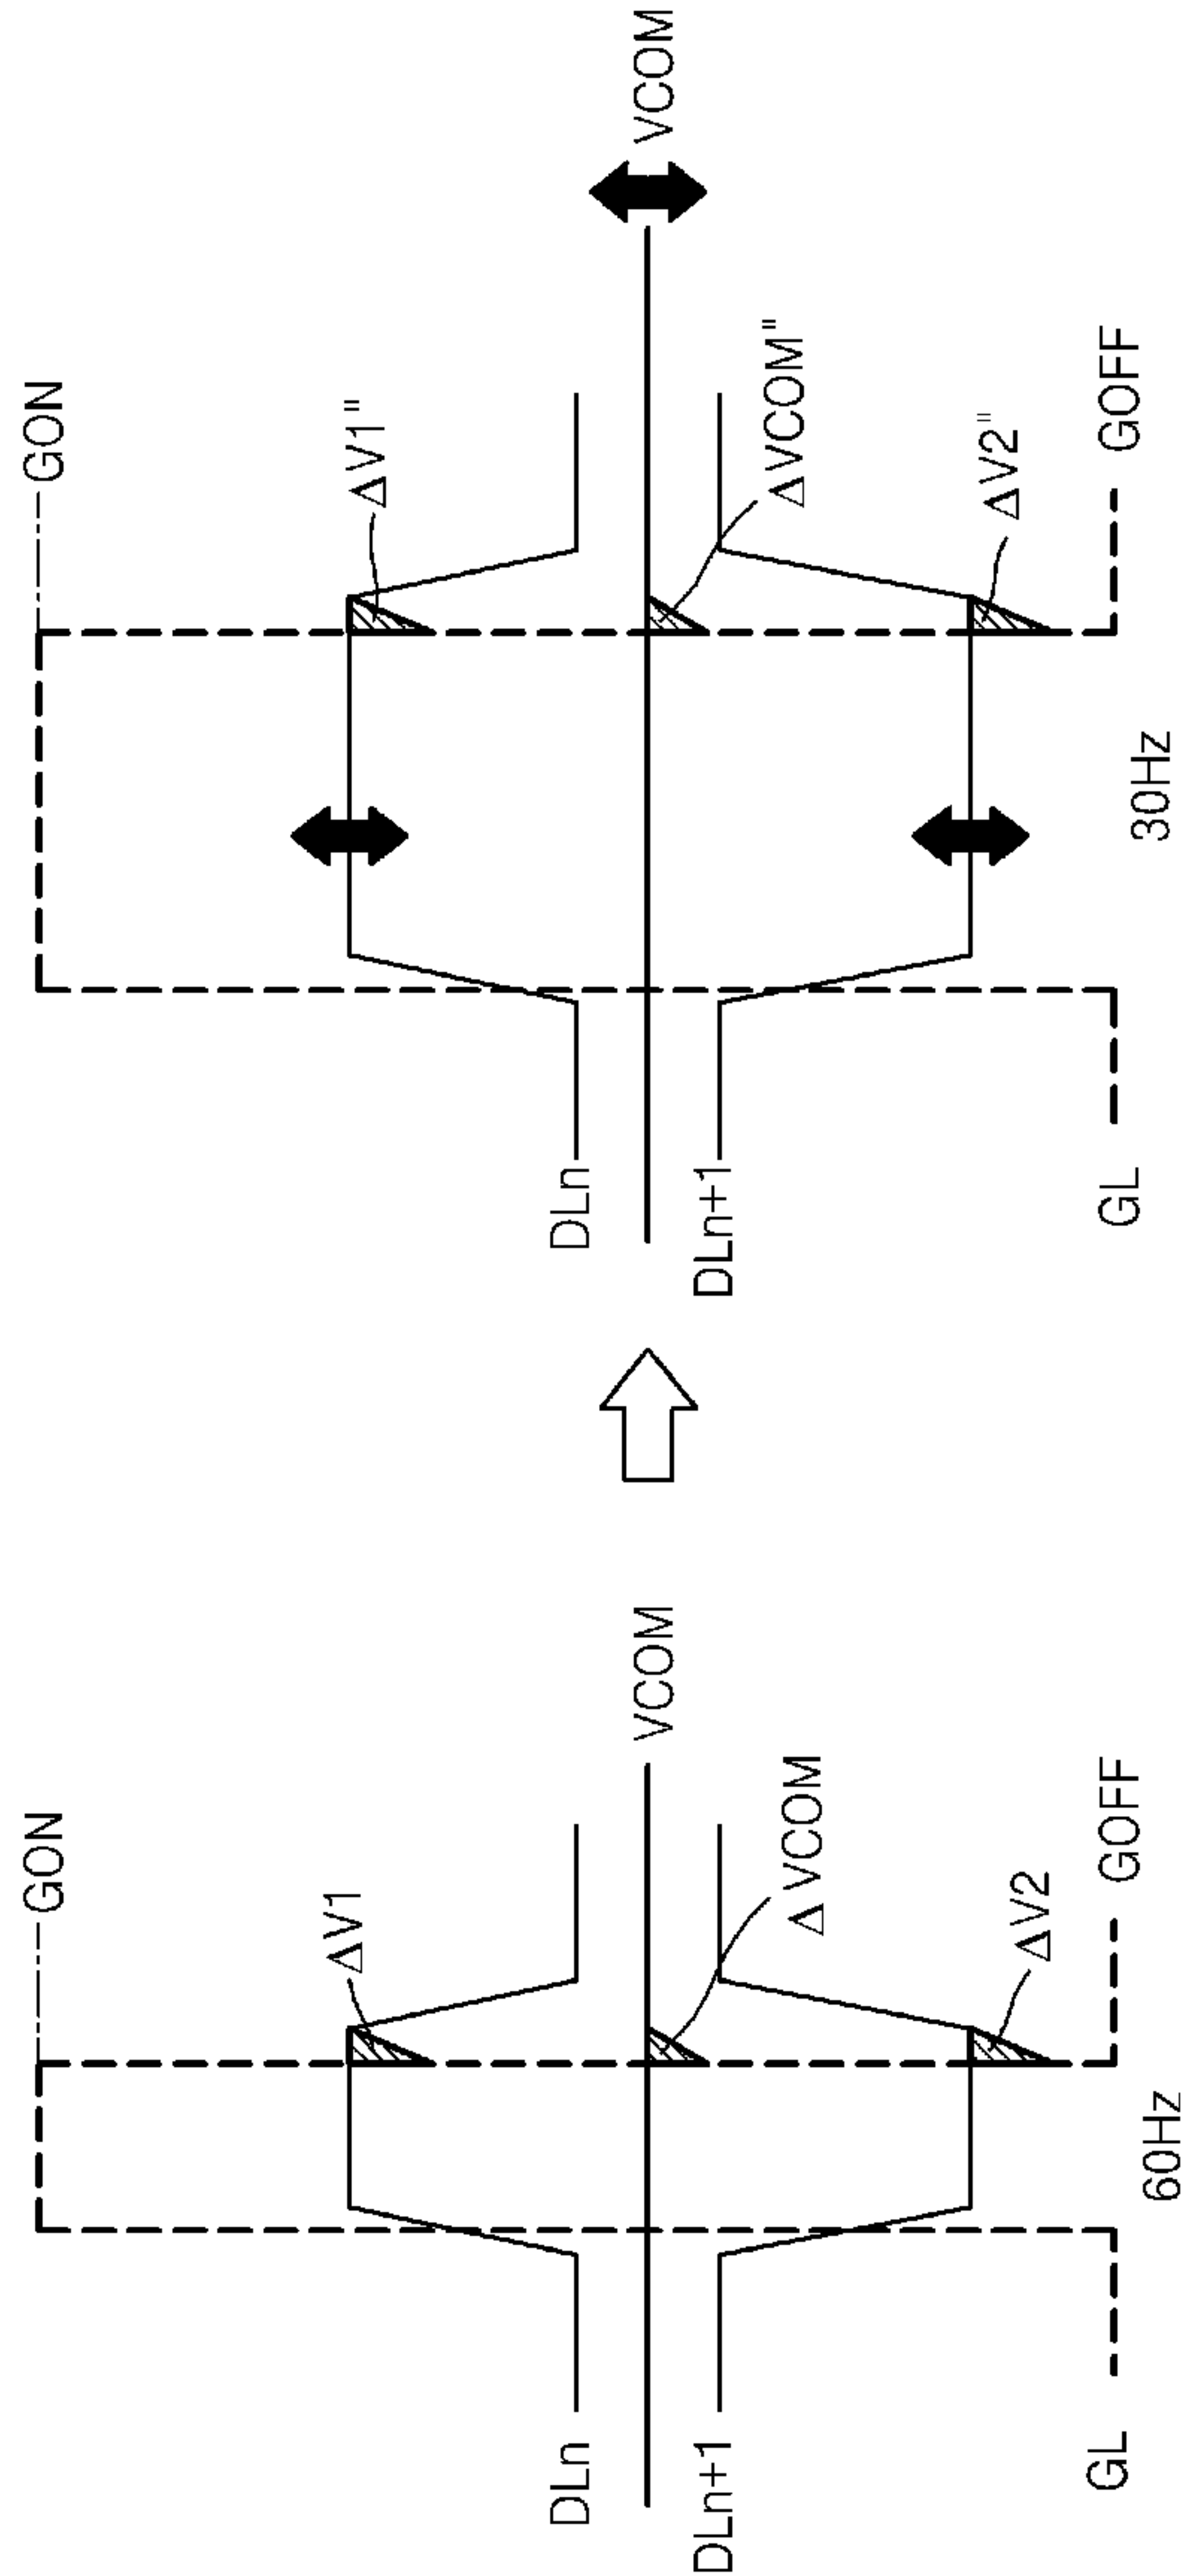 GON
ΔV1
DLn
VCOM
ΔVCOM
DLn+1
ΔV2
GL
GOFF
60Hz
GON
ΔV1"
DLn
VCOM
ΔVCOM"
DLn+1
ΔV2"
GL
GOFF
30Hz